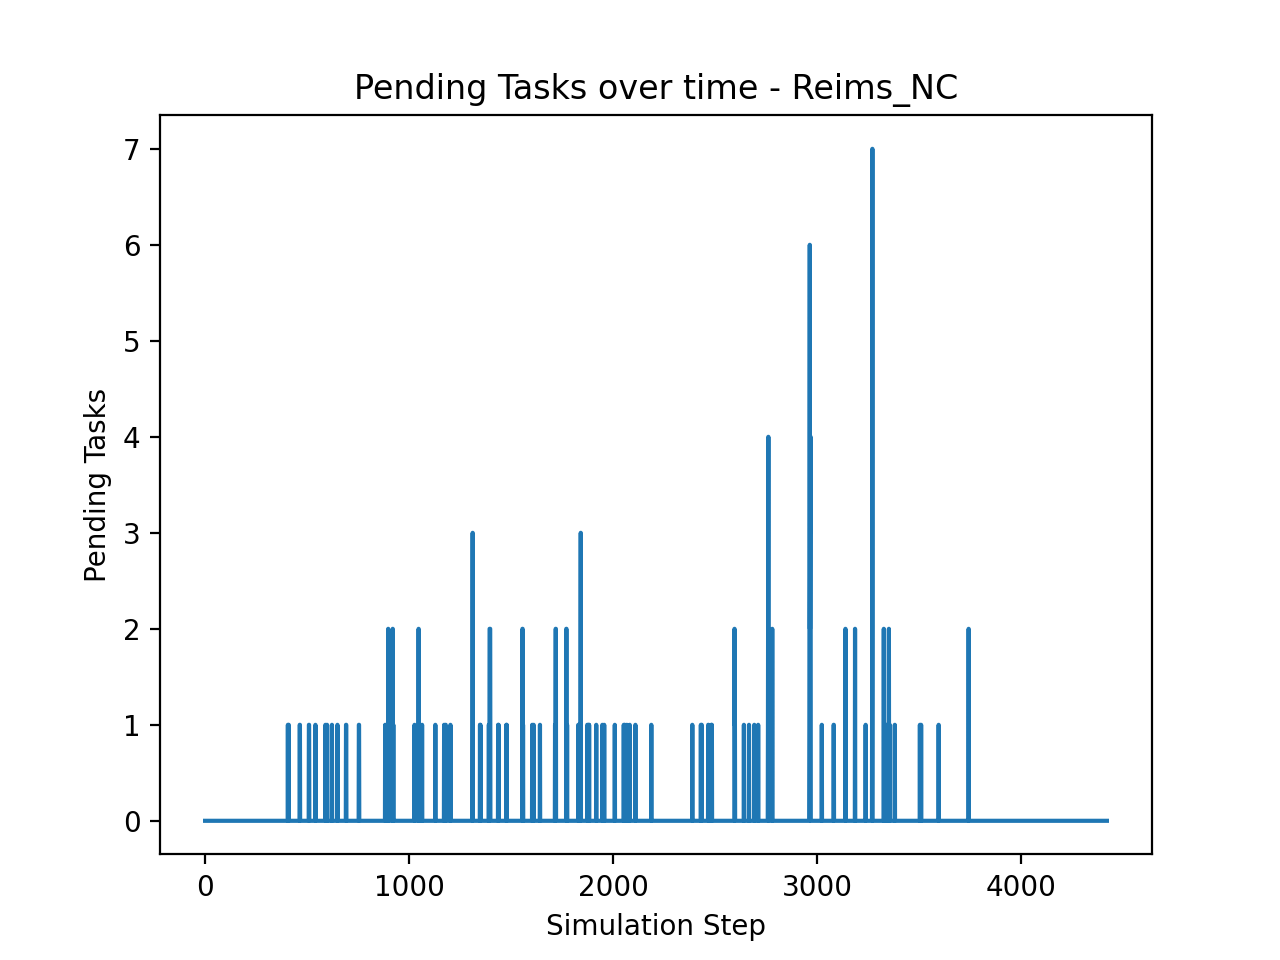 Pending Tasks over time - Reims_NC
7
6
5
4
3
2
1
0
Pending Tasks
0 1000 2000 3000 4000
Simulation Step